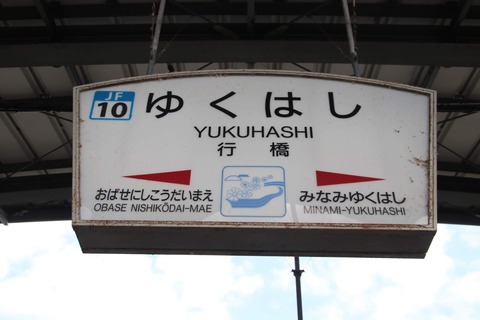 JF
10
ゆくはし
YUKUHASHI
行橋
おばせにしこうだいまえ
OBASE NISHIKŌDAI-MAE
みなみゆくはし
MINAMI-YUKUHASHI